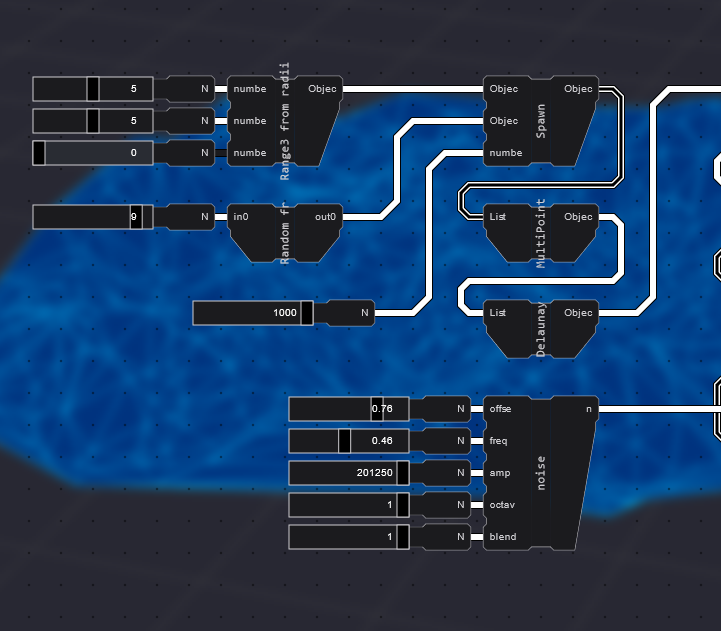 5 N numbe Range3 from radii Objec
5 N numbe
0 N numbe
Objec Spawn Objec
Objec
numbe
9 N in0 Random fr out0
List MultiPoint Objec
1000 N
List Delaunay Objec
0.76 N offse noise n
0.46 N freq
201250 N amp
1 N octav
1 N blend